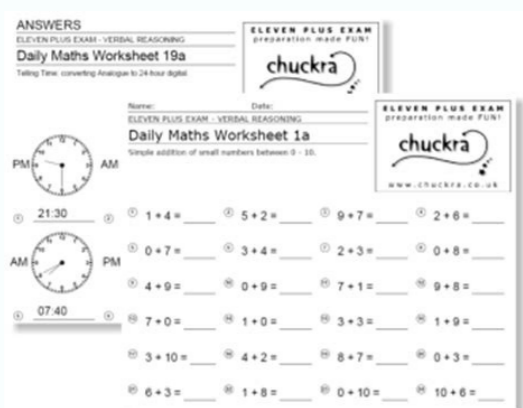 ANSWERS
ELEVEN PLUS EXAM - VERBAL REASONING
Daily Maths Worksheet 19a
Telling Time: converting Analogue to 24-hour digital.
ELEVEN PLUS EXAM
preparation made FUN!
chuckra
PM AM
21:30
AM PM
07:40
Name: Date:
ELEVEN PLUS EXAM - VERBAL REASONING
Daily Maths Worksheet 1a
Simple addition of small numbers between 0 - 10.
ELEVEN PLUS EXAM
preparation made FUN!
chuckra
www.chuckra.co.uk
1 + 4 = 5 + 2 = 9 + 7 = 2 + 6 =
0 + 7 = 3 + 4 = 2 + 3 = 0 + 8 =
4 + 9 = 0 + 9 = 7 + 1 = 9 + 8 =
7 + 0 = 1 + 0 = 3 + 3 = 1 + 9 =
3 + 10 = 4 + 2 = 8 + 7 = 0 + 3 =
6 + 3 = 1 + 8 = 0 + 10 = 10 + 6 =